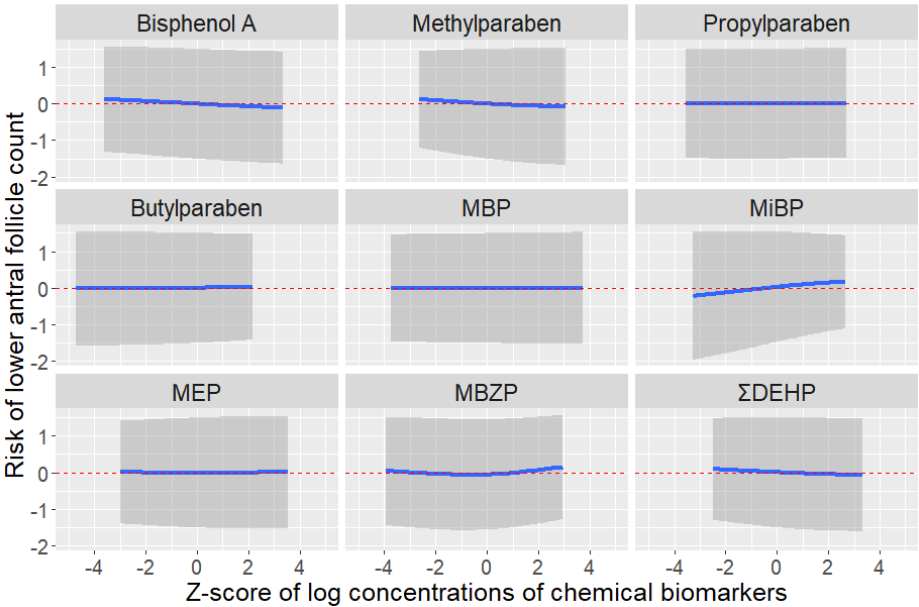 Bisphenol A
Methylparaben
Propylparaben
1
0
-1
-2
Butylparaben
MBP
MiBP
1
0
-1
-2
MEP
MBZP
ΣDEHP
1
0
-1
-2
-4 -2 0 2 4
-4 -2 0 2 4
-4 -2 0 2 4
Risk of lower antral follicle count
Z-score of log concentrations of chemical biomarkers